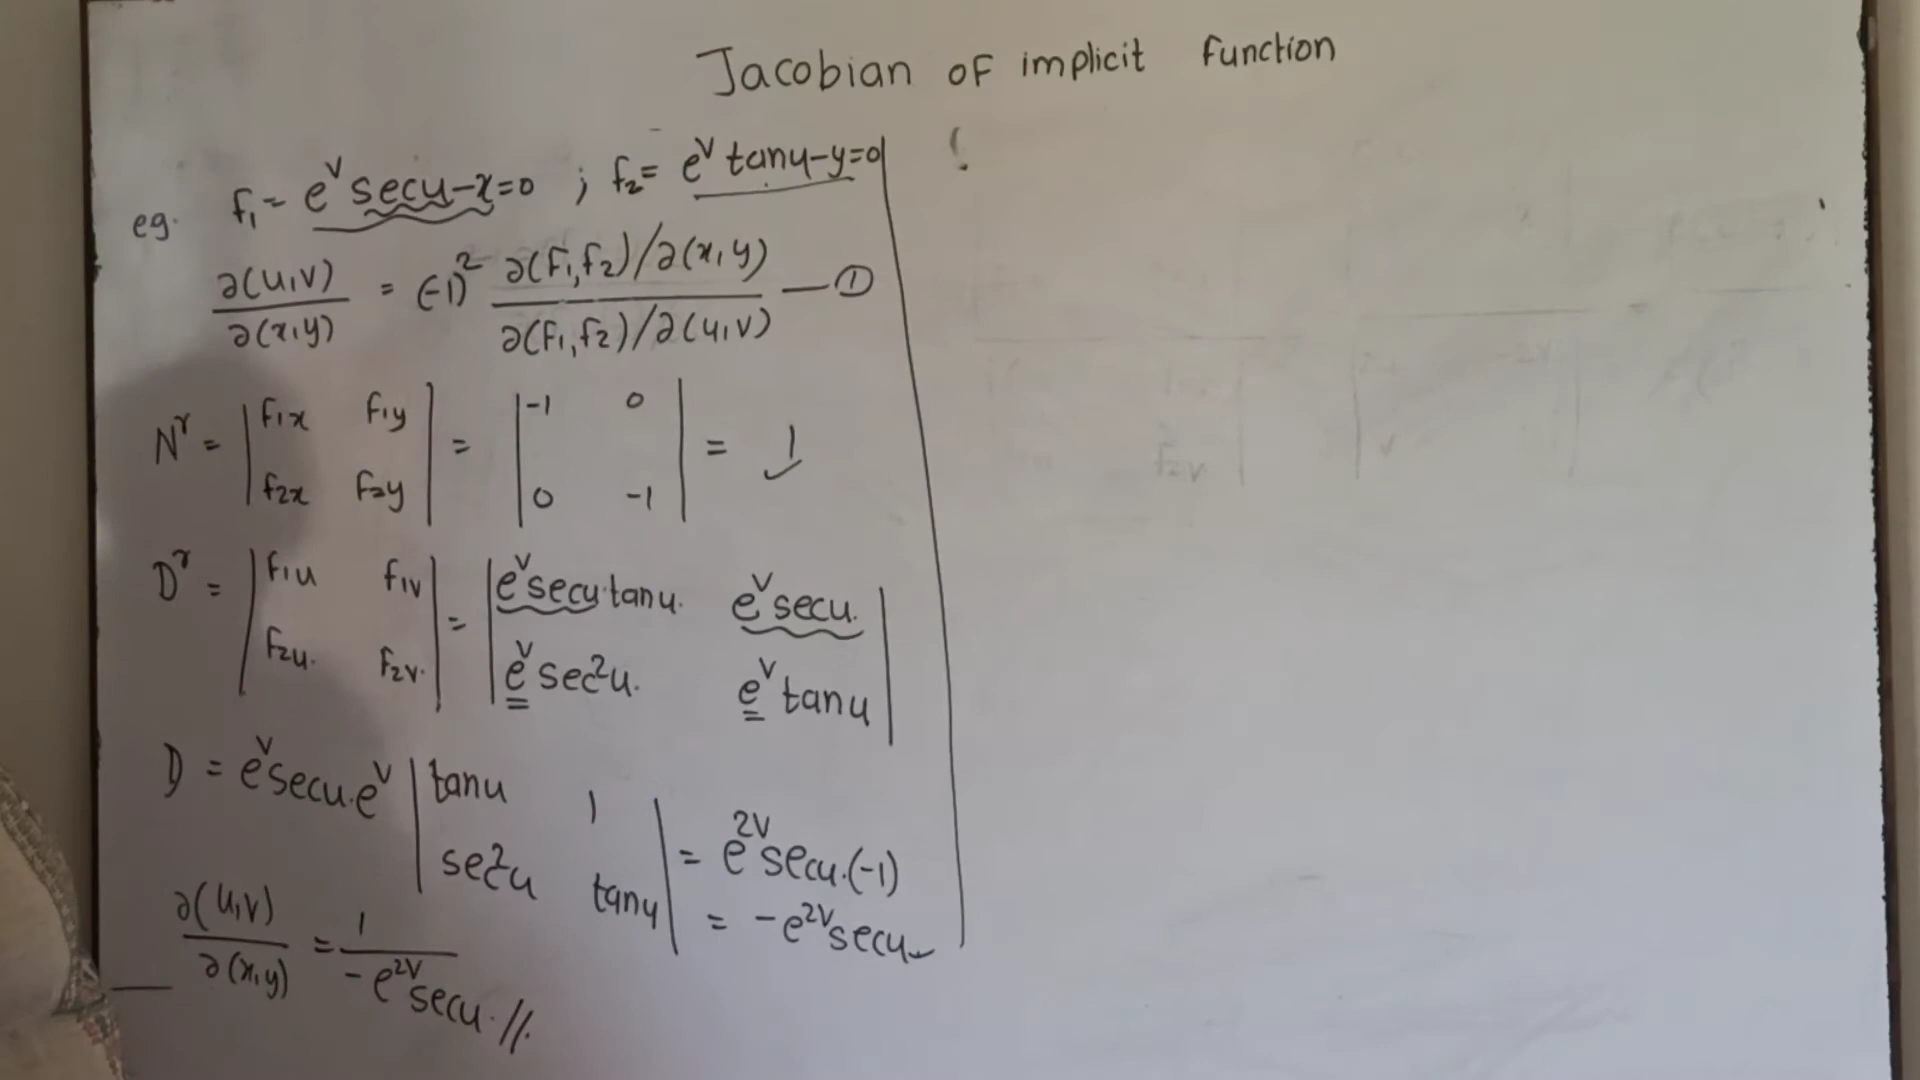 Jacobian of implicit function
eg. f₁ = e^v secu - x = 0 ; f₂ = e^v tanu - y = 0
∂(u,v)/∂(x,y) = (-1)² [∂(f₁,f₂)/∂(x,y)] / [∂(f₁,f₂)/∂(u,v)] — ①
Nʳ = | f₁x f₁y | = | -1 0 | = 1
| f₂x f₂y | | 0 -1 |
Dʳ = | f₁u f₁v | = | e^v secu·tanu. e^v secu. |
| f₂u. f₂v. | | e^v sec²u. e^v tanu |
D = e^v secu·e^v | tanu 1 | = e^2v secu·(-1)
| sec²u tanu | = -e^2v secu
∂(u,v)/∂(x,y) = 1/(-e^2v secu.) //.